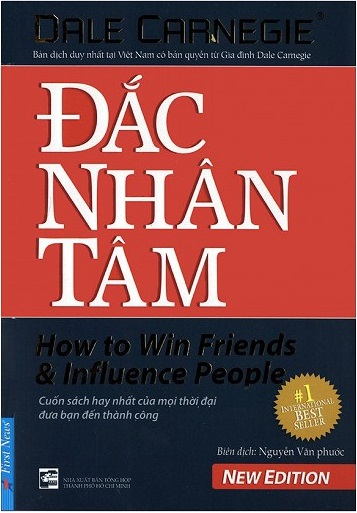 DALE CARNEGIE®
Bản dịch duy nhất tại Việt Nam có bản quyền từ Gia đình Dale Carnegie
ĐẮC
NHÂN
TÂM
How to Win Friends
& Influence People
Cuốn sách hay nhất của mọi thời đại
đưa bạn đến thành công
#1
INTERNATIONAL
BEST
SELLER
Biên dịch: Nguyễn Văn phước
NEW EDITION
First News
NHÀ XUẤT BẢN TỔNG HỢP
THÀNH PHỐ HỒ CHÍ MINH